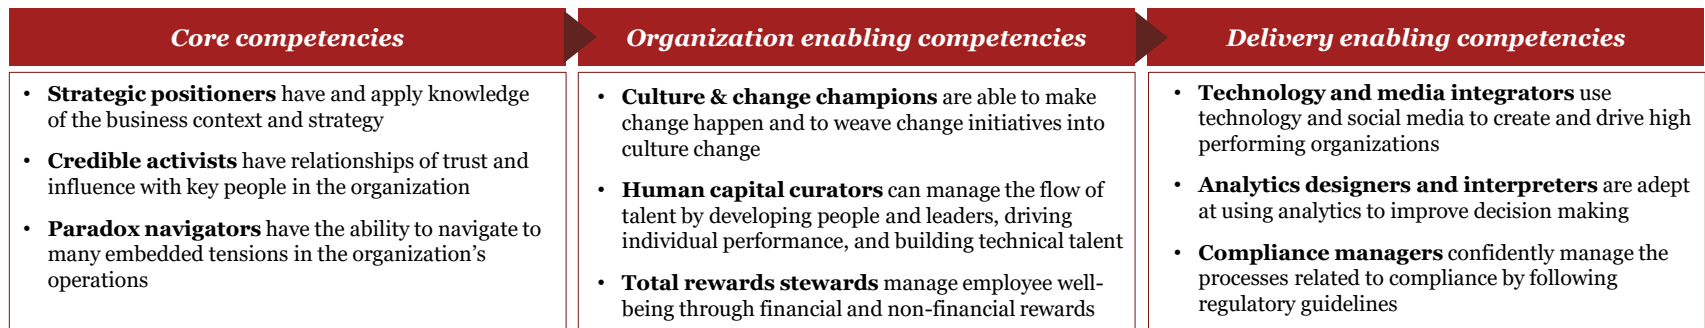 Core competencies
• Strategic positioners have and apply knowledge
of the business context and strategy
• Credible activists have relationships of trust and
influence with key people in the organization
• Paradox navigators have the ability to navigate to
many embedded tensions in the organization’s
operations
Organization enabling competencies
• Culture & change champions are able to make
change happen and to weave change initiatives into
culture change
• Human capital curators can manage the flow of
talent by developing people and leaders, driving
individual performance, and building technical talent
• Total rewards stewards manage employee well-
being through financial and non-financial rewards
Delivery enabling competencies
• Technology and media integrators use
technology and social media to create and drive high
performing organizations
• Analytics designers and interpreters are adept
at using analytics to improve decision making
• Compliance managers confidently manage the
processes related to compliance by following
regulatory guidelines